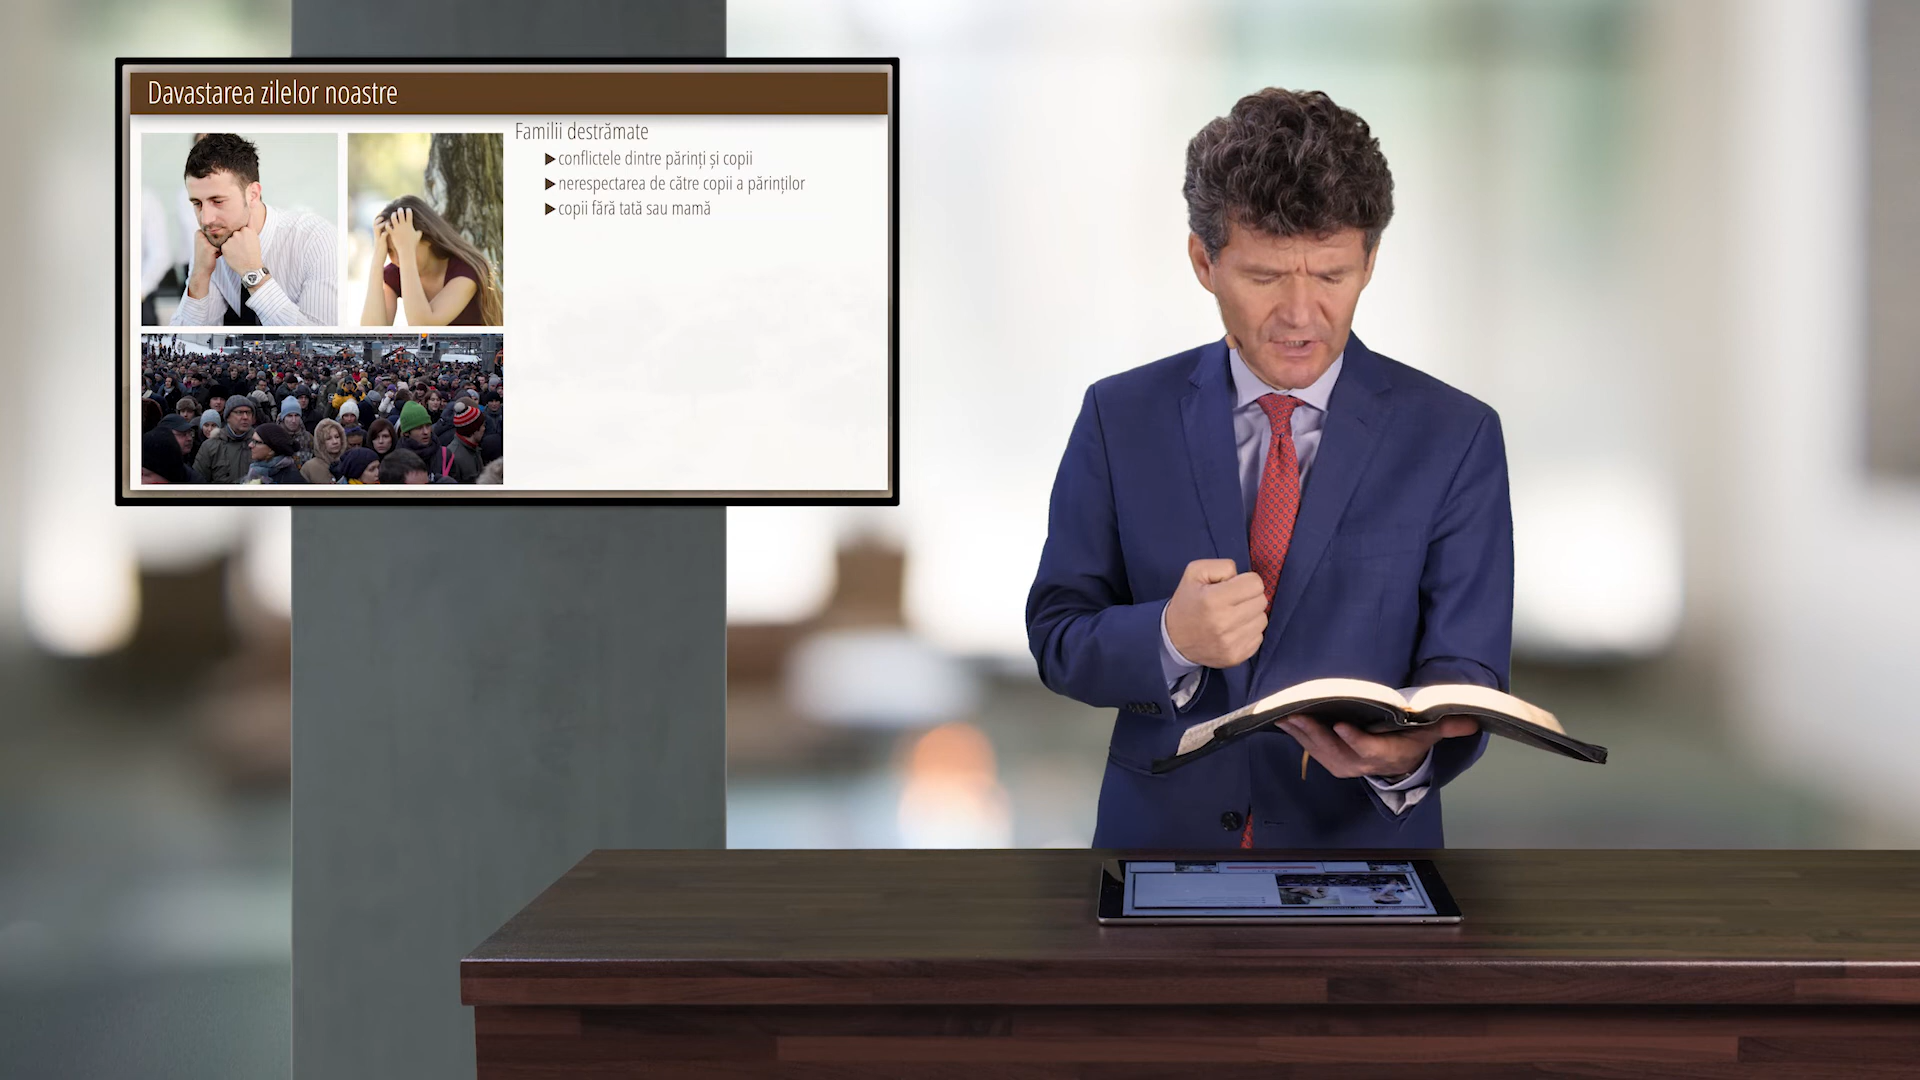 Davastarea zilelor noastre
Familii destrămate
▶conflictele dintre părinți și copii
▶nerespectarea de către copii a părinților
▶copii fără tată sau mamă